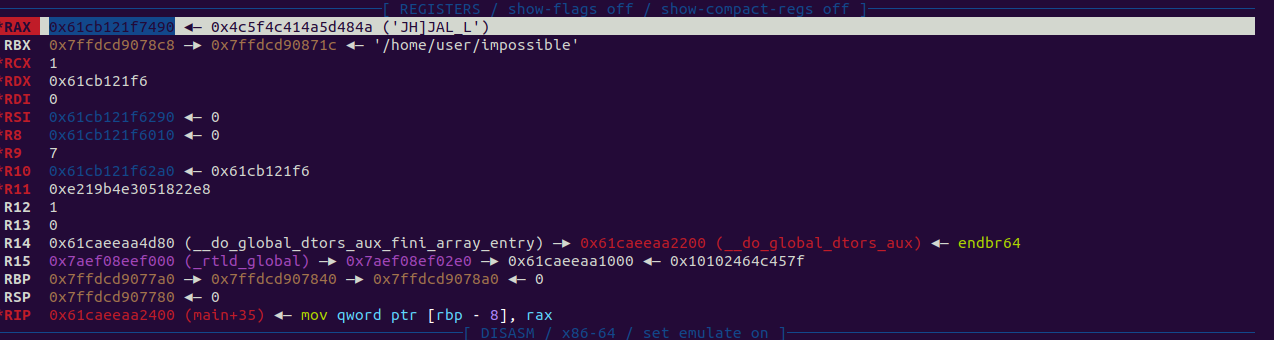 [ REGISTERS / show-flags off / show-compact-regs off ]
*RAX 0x61cb121f7490 ◂— 0x4c5f4c414a5d484a ('JH]JAL_L')
RBX 0x7ffdcd9078c8 —▸ 0x7ffdcd90871c ◂— '/home/user/impossible'
*RCX 1
*RDX 0x61cb121f6
*RDI 0
*RSI 0x61cb121f6290 ◂— 0
*R8 0x61cb121f6010 ◂— 0
*R9 7
*R10 0x61cb121f62a0 ◂— 0x61cb121f6
*R11 0xe219b4e3051822e8
R12 1
R13 0
R14 0x61caeeaa4d80 (__do_global_dtors_aux_fini_array_entry) —▸ 0x61caeeaa2200 (__do_global_dtors_aux) ◂— endbr64
R15 0x7aef08eef000 (_rtld_global) —▸ 0x7aef08ef02e0 —▸ 0x61caeeaa1000 ◂— 0x10102464c457f
RBP 0x7ffdcd9077a0 —▸ 0x7ffdcd907840 —▸ 0x7ffdcd9078a0 ◂— 0
RSP 0x7ffdcd907780 ◂— 0
*RIP 0x61caeeaa2400 (main+35) ◂— mov qword ptr [rbp - 8], rax
[ DISASM / x86-64 / set emulate on ]